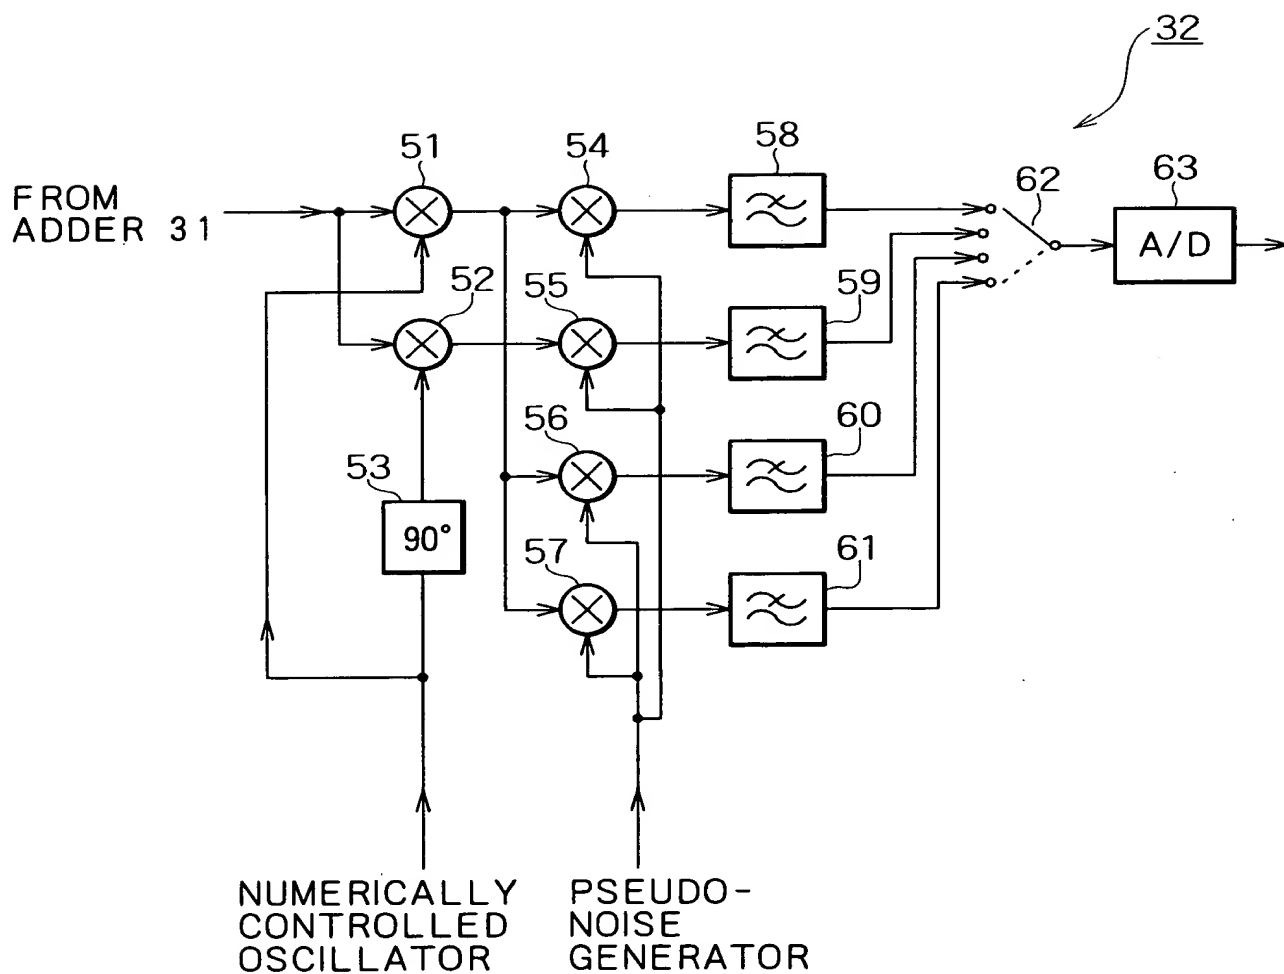 32
58
51
54
62
63
FROM
ADDER 31
A/D
52
55
59
56
60
53
90°
57
61
NUMERICALLY
CONTROLLED
OSCILLATOR
PSEUDO-
NOISE
GENERATOR